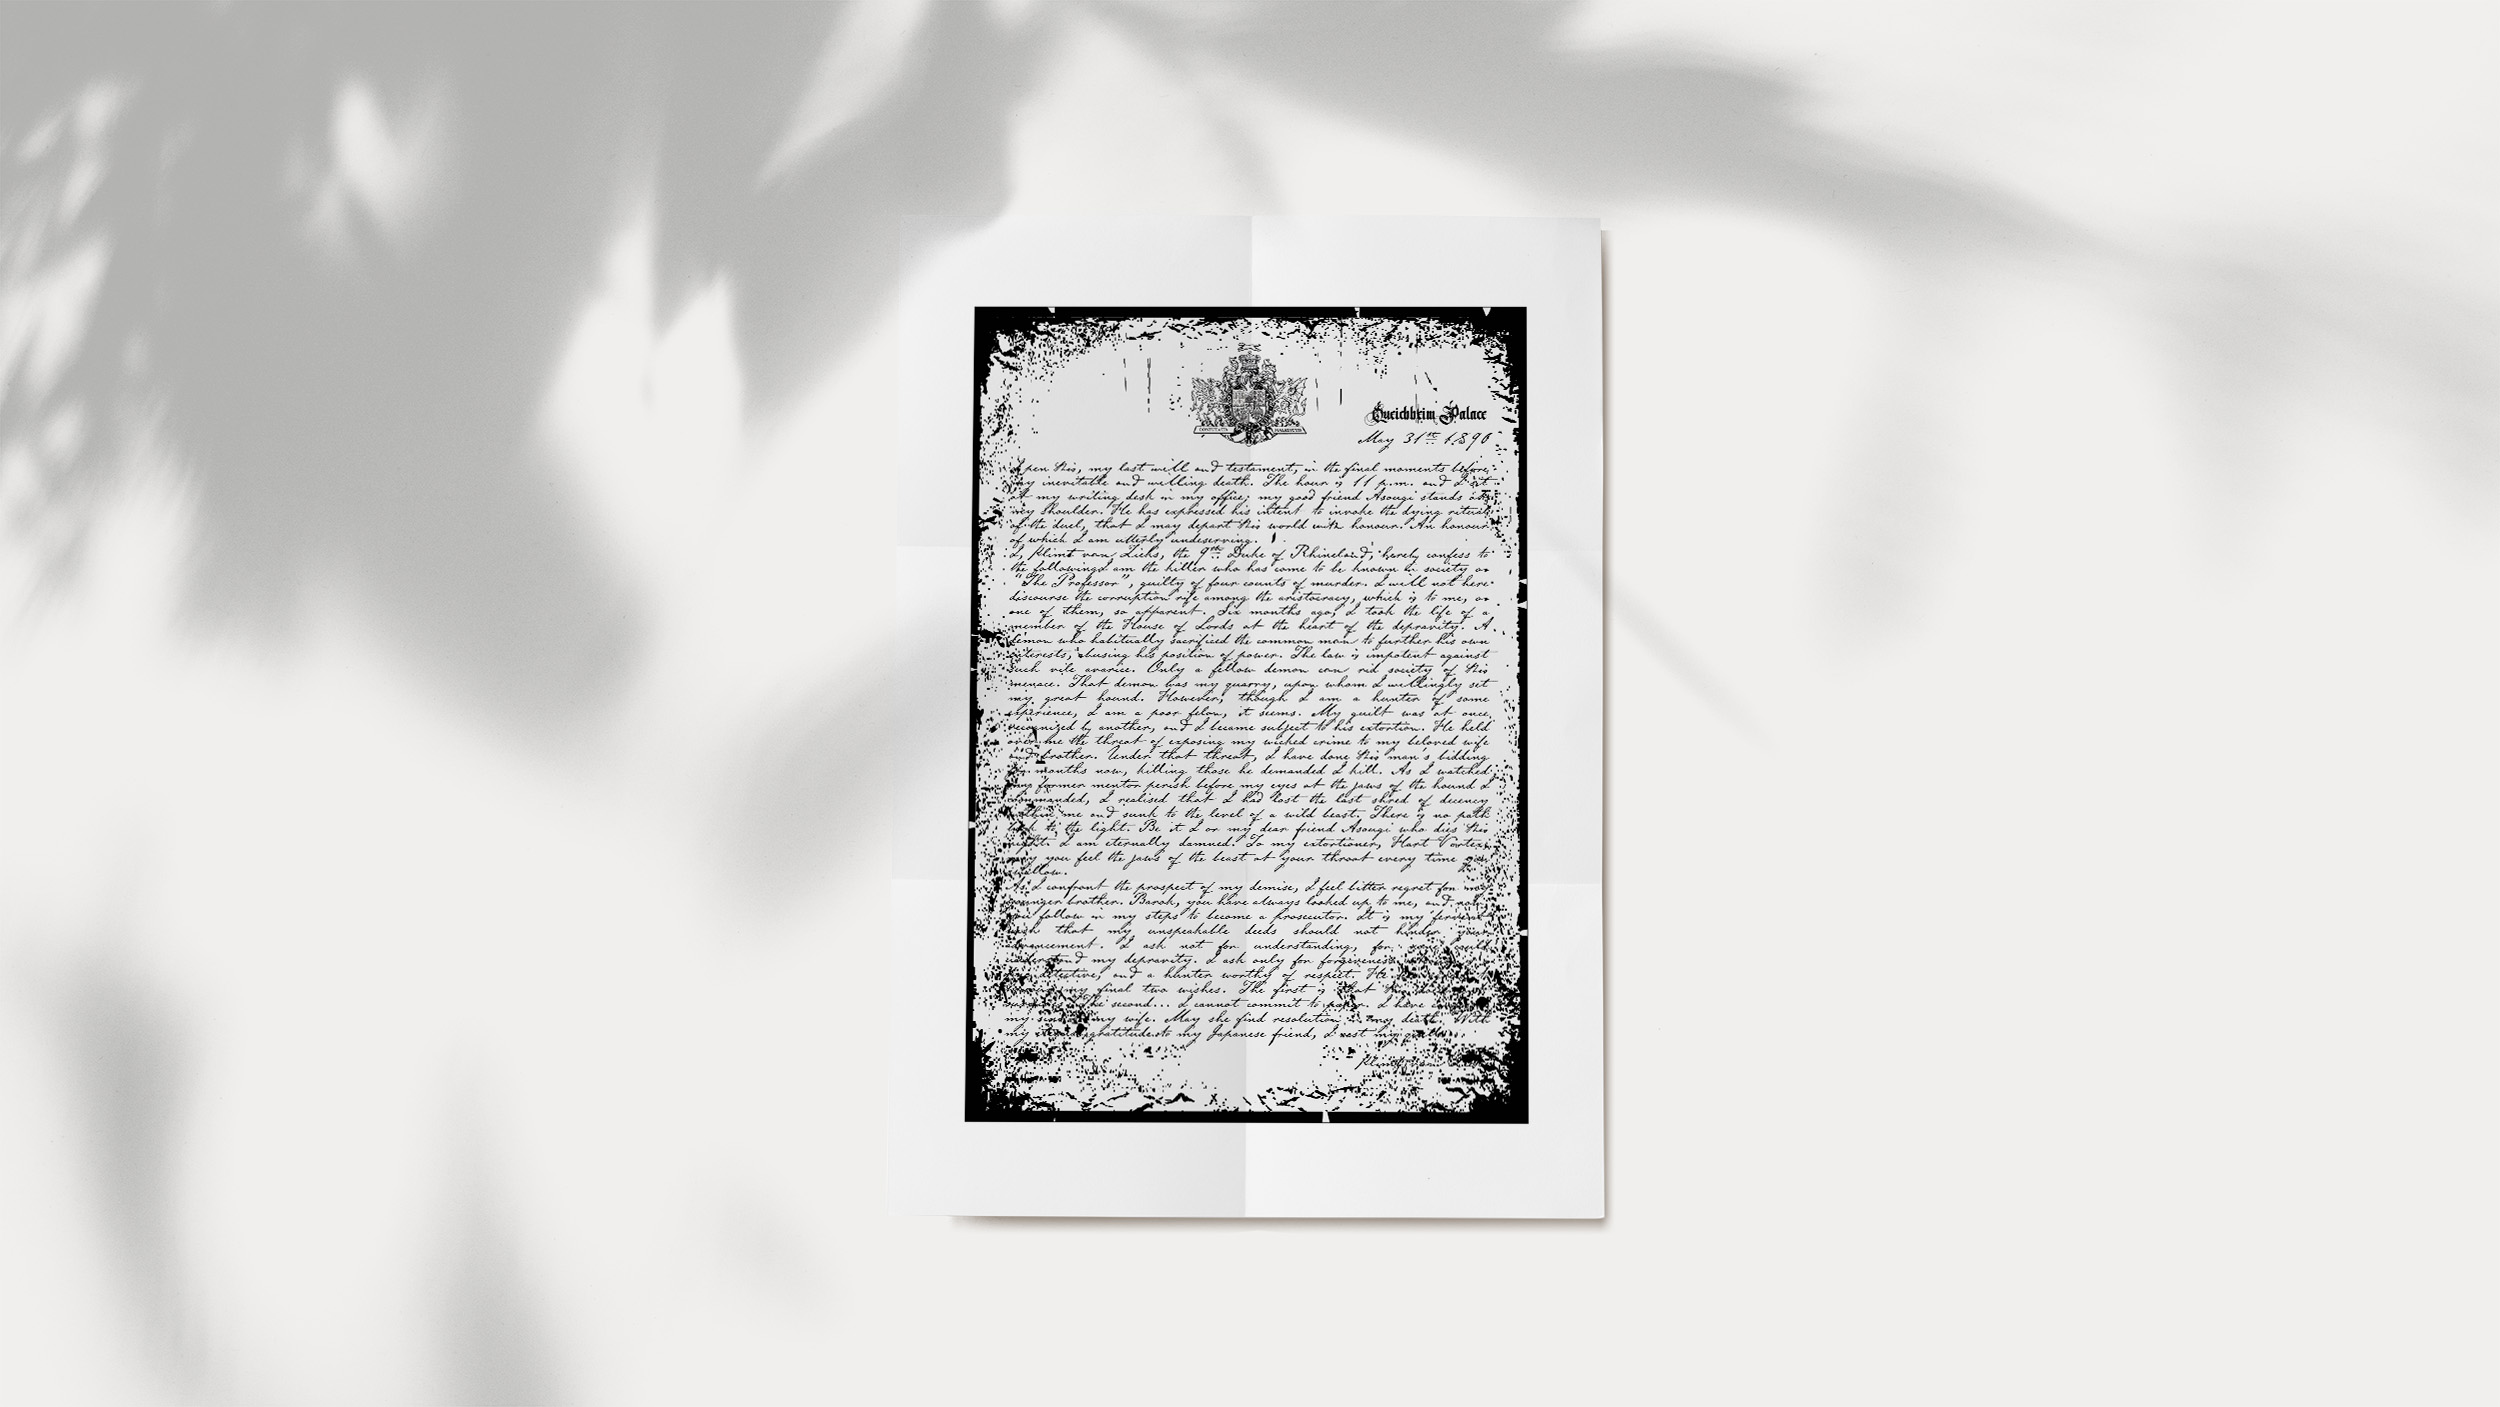 Queichheim Palace
May 31st 1890
I pen this, my last will and testament, in the final moments before
my inevitable and willing death. The hour is 11 p.m. and I sit
at my writing desk in my office; my good friend Asougi stands at
my shoulder. He has expressed his intent to invoke the dying ritual
of the duel, that I may depart this world with honour. An honour
of which I am utterly undeserving.
I, Klimt van Zieks, the 9th Duke of Rhineland, hereby confess to
the following: I am the killer who has come to be known in society as
"The Professor", guilty of four counts of murder. I will not here
discourse the corruption rife among the aristocracy, which is to me, as
one of them, so apparent. Six months ago, I took the life of a
member of the House of Lords at the heart of the depravity. A
demon who habitually sacrificed the common man to further his own
interests, abusing his position of power. The law is impotent against
such vile avarice. Only a fellow demon can rid society of this
menace. That demon was my quarry, upon whom I willingly set
my great hound. However, though I am a hunter of some
experience, I am a poor felon, it seems. My guilt was at once
recognized by another, and I became subject to his extortion. He held
over me the threat of exposing my wicked crime to my beloved wife
and brother. Under that threat, I have done this man's bidding
for months now, killing those he demanded I kill. As I watched
my former mentor perish before my eyes at the jaws of the hound I
commanded, I realised that I had lost the last shred of decency
within me and sunk to the level of a wild beast. There is no path
back to the light. Be it I or my dear friend Asougi who dies this
night, I am eternally damned. To my extortioner, Hart Vortex,
may you feel the jaws of the beast at your throat every time you
swallow.
As I confront the prospect of my demise, I feel bitter regret for my
younger brother. Barok, you have always looked up to me, and now
you follow in my steps to become a prosecutor. It is my fervent
wish that my unspeakable deeds should not hinder your
advancement. I ask not for understanding, for
understand my depravity. I ask only for forgiveness
detective, and a hunter worthy of respect. He
my final two wishes. The first is that this
The second... I cannot commit to paper. I have
my my wife. May she find resolution in my death. With
my gratitude to my Japanese friend, I rest my
Klimt van